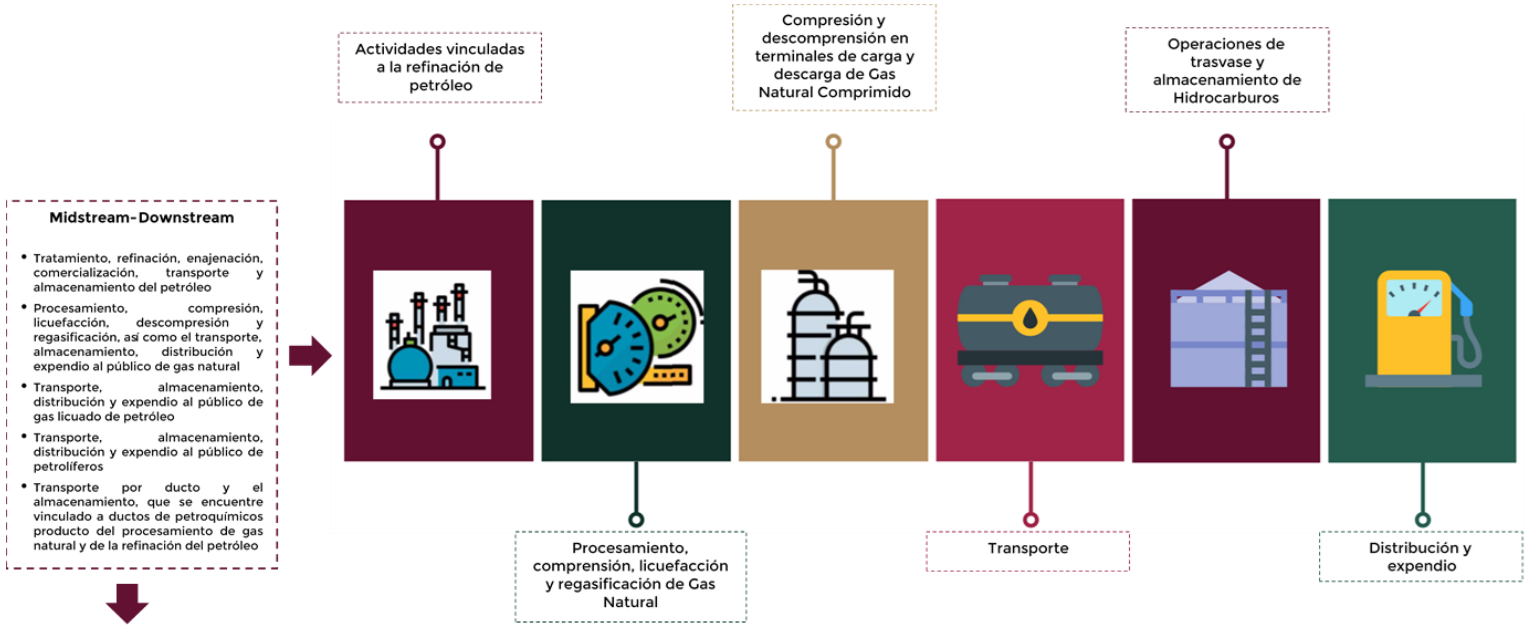 Midstream-Downstream
• Tratamiento, refinación, enajenación,
comercialización, transporte y
almacenamiento del petróleo
• Procesamiento, compresión,
licuefacción, descompresión y
regasificación, así como el transporte,
almacenamiento, distribución y
expendio al público de gas natural
• Transporte, almacenamiento,
distribución y expendio al público de
gas licuado de petróleo
• Transporte, almacenamiento,
distribución y expendio al público de
petrolíferos
• Transporte por ducto y el
almacenamiento, que se encuentre
vinculado a ductos de petroquímicos
producto del procesamiento de gas
natural y de la refinación del petróleo
Actividades vinculadas
a la refinación de
petróleo
Procesamiento,
comprensión, licuefacción
y regasificación de Gas
Natural
Compresión y
descomprensión en
terminales de carga y
descarga de Gas
Natural Comprimido
Transporte
Operaciones de
trasvase y
almacenamiento de
Hidrocarburos
Distribución y
expendio